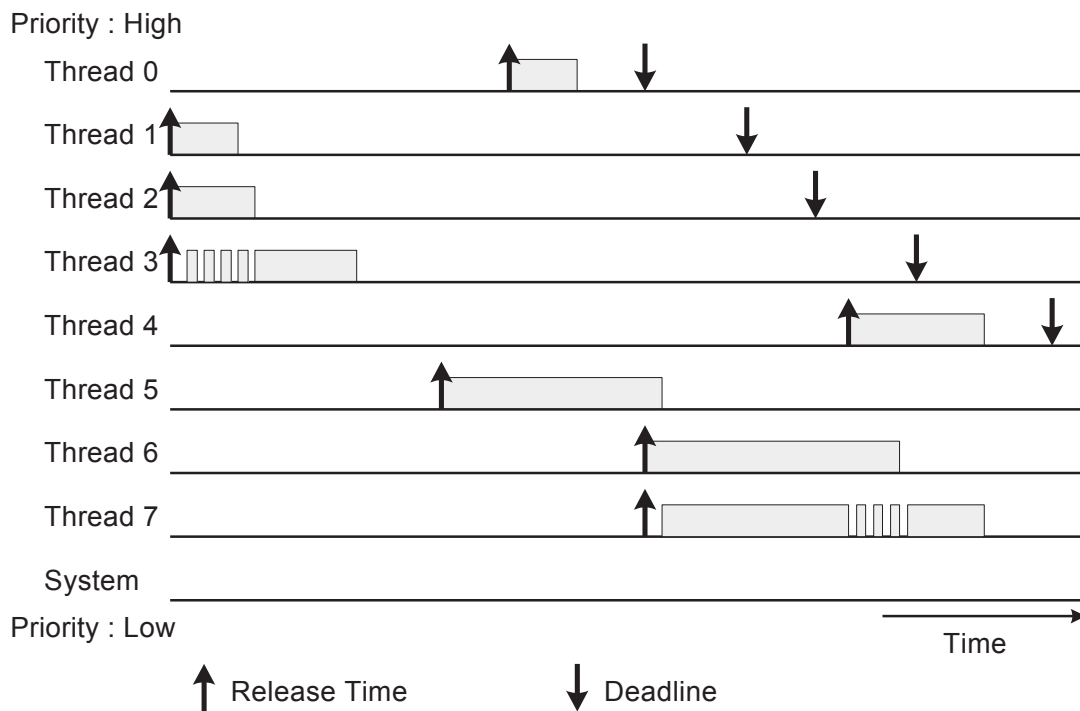 Priority : High
Thread 0
Thread 1
Thread 2
Thread 3
Thread 4
Thread 5
Thread 6
Thread 7
System
Priority : Low
Time
Release Time
Deadline